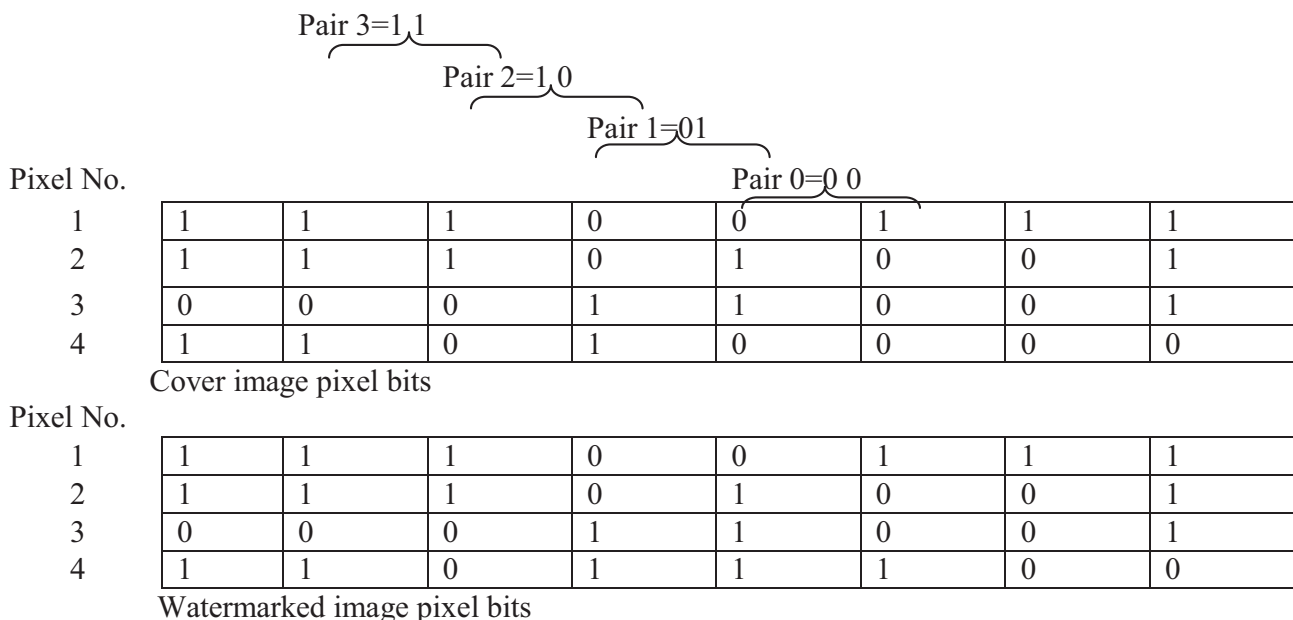 Pair 3=1 1
Pair 2=1 0
Pair 1=01
Pixel No.
Pair 0=0 0
1 1 1 1 0 0 1 1 1
2 1 1 1 0 1 0 0 1
3 0 0 0 1 1 0 0 1
4 1 1 0 1 0 0 0 0
Cover image pixel bits
Pixel No.
1 1 1 1 0 0 1 1 1
2 1 1 1 0 1 0 0 1
3 0 0 0 1 1 0 0 1
4 1 1 0 1 1 1 0 0
Watermarked image pixel bits